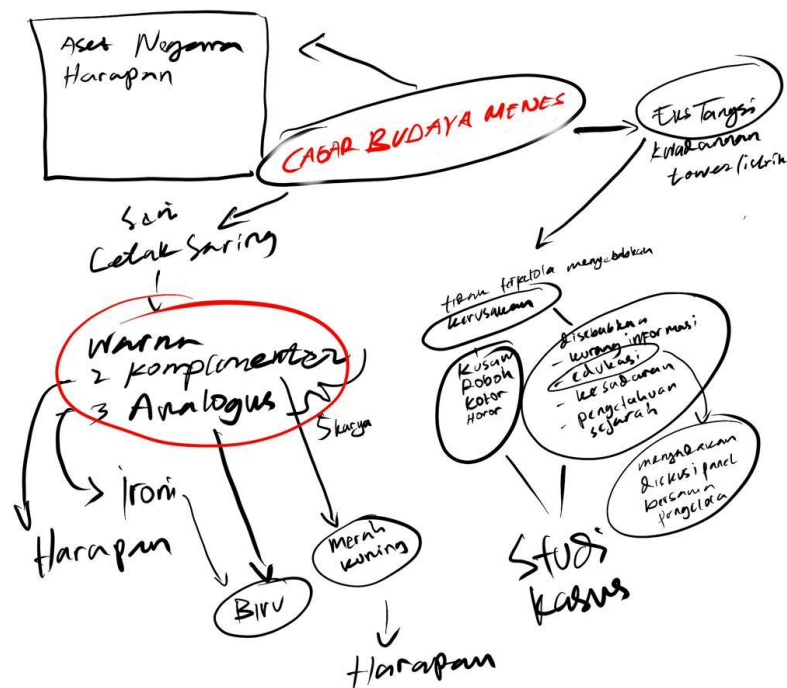 Aset Negara
Harapan
CAGAR BUDAYA MENES
Eks Tangsi
tower/listrik
Seni
Cetak Saring
Warna
2 Komplementer
3 Analogus
5 karya
Ironi
Harapan
Biru
Merah
kuning
Harapan
tidak terkelola menyebabkan
kerusakan
kusam
roboh
kotor
Horor
disebabkan
- kurang informasi
- edukasi
- kesadaran
- pengetahuan
sejarah
mengadakan
diskusi panel
bersama
pengelola
Studi
kasus